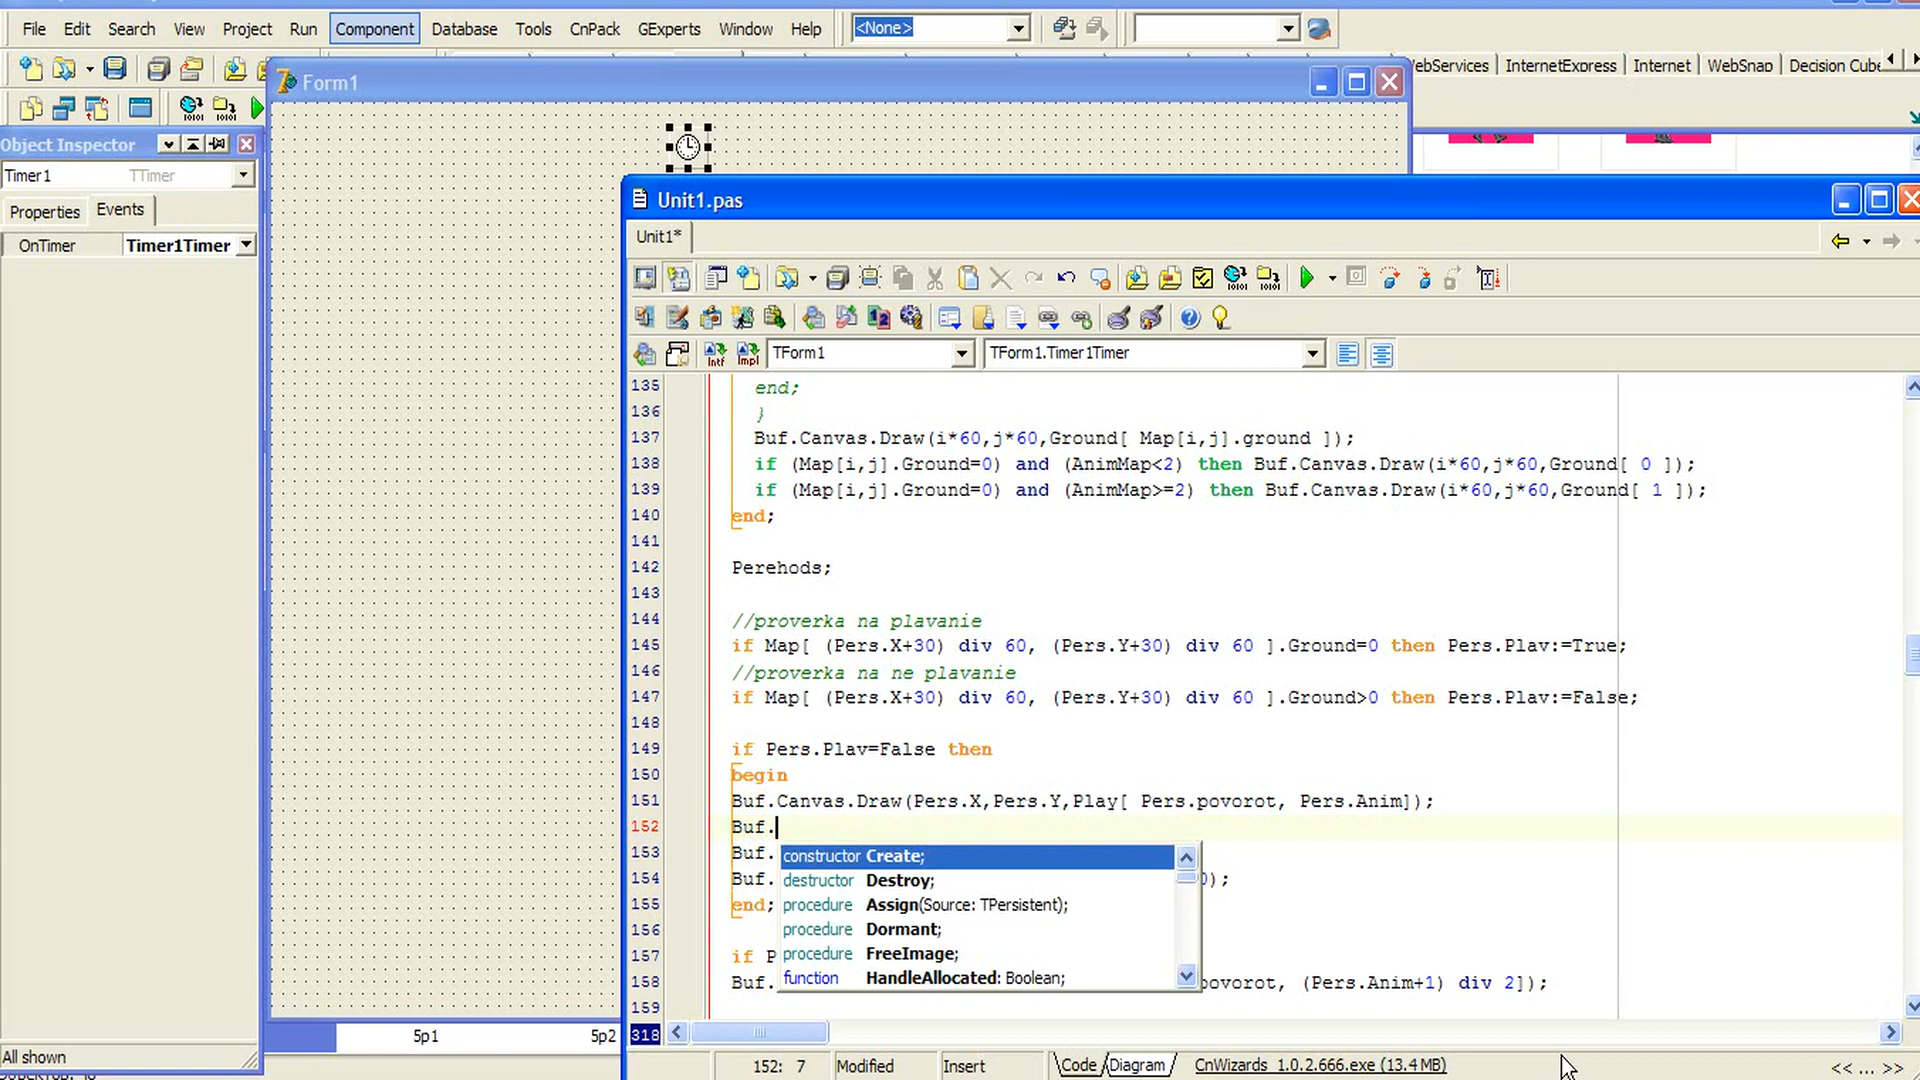 File Edit Search View Project Run Component Database Tools CnPack GExperts Window Help <None>
WebServices InternetExpress Internet WebSnap Decision Cube
Form1
Object Inspector
Timer1 TTimer
Properties Events
OnTimer Timer1Timer
Unit1.pas
Unit1*
TForm1 TForm1.Timer1Timer
135 end;
136 }
137 Buf.Canvas.Draw(i*60,j*60,Ground[ Map[i,j].ground ]);
138 if (Map[i,j].Ground=0) and (AnimMap<2) then Buf.Canvas.Draw(i*60,j*60,Ground[ 0 ]);
139 if (Map[i,j].Ground=0) and (AnimMap>=2) then Buf.Canvas.Draw(i*60,j*60,Ground[ 1 ]);
140 end;
141
142 Perehods;
143
144 //proverka na plavanie
145 if Map[ (Pers.X+30) div 60, (Pers.Y+30) div 60 ].Ground=0 then Pers.Plav:=True;
146 //proverka na ne plavanie
147 if Map[ (Pers.X+30) div 60, (Pers.Y+30) div 60 ].Ground>0 then Pers.Plav:=False;
148
149 if Pers.Plav=False then
150 begin
151 Buf.Canvas.Draw(Pers.X,Pers.Y,Play[ Pers.povorot, Pers.Anim]);
152 Buf.
153 Buf.
constructor Create;
154 Buf. 0);
destructor Destroy;
155 end;
procedure Assign(Source: TPersistent);
156
procedure Dormant;
157 if P
procedure FreeImage;
158 Buf. povorot, (Pers.Anim+1) div 2]);
function HandleAllocated: Boolean;
159
318
5p1 5p2
All shown
152: 7 Modified Insert Code Diagram CnWizards_1.0.2.666.exe (13.4 MB) << ... >>